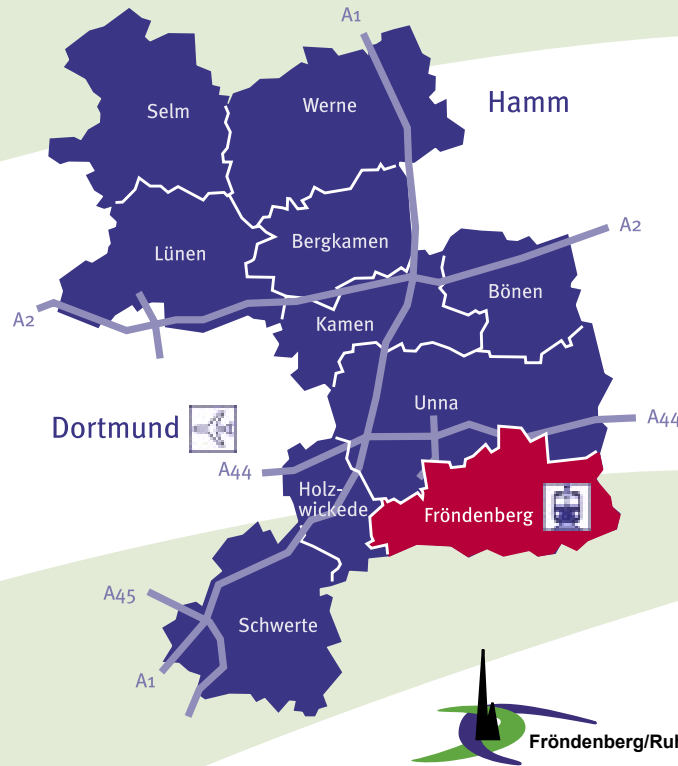 A1
Selm
Werne
Hamm
A2
Lünen
Bergkamen
Bönen
A2
Kamen
Unna
Dortmund
A44
A44
Holz-
wickede
Fröndenberg
A45
Schwerte
A1
Fröndenberg/Ruh